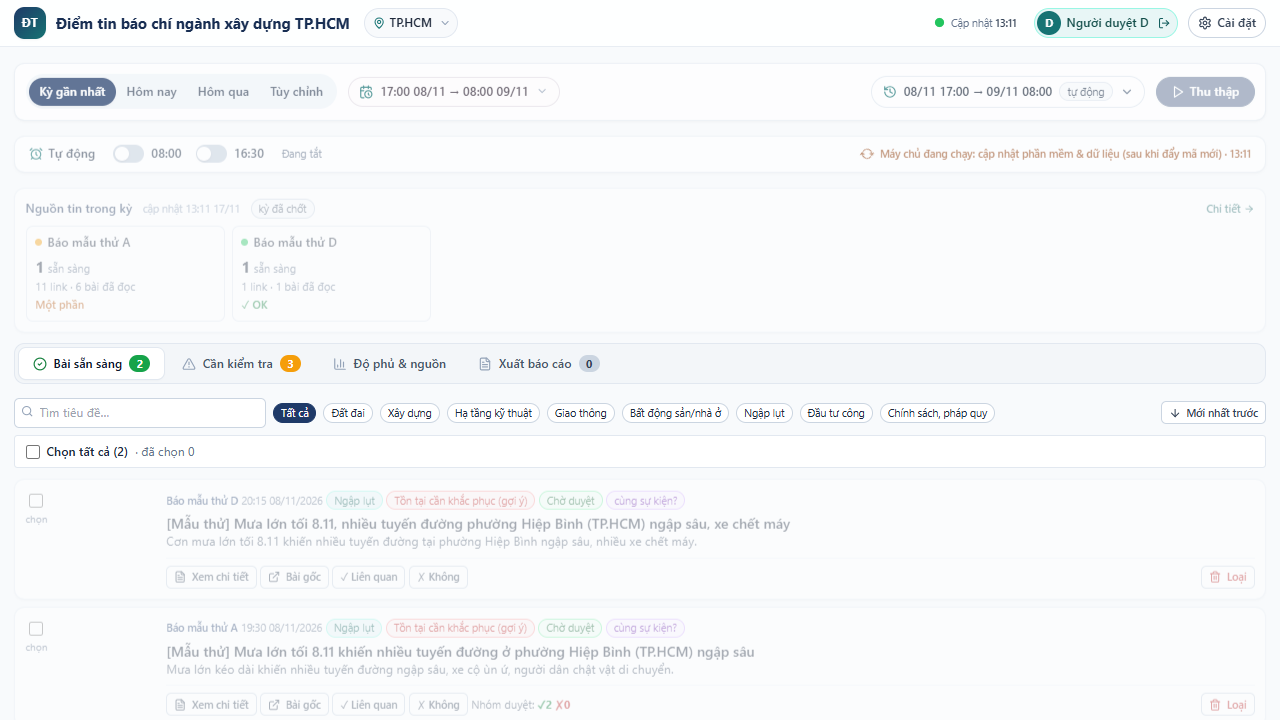 ĐT Điểm tin báo chí ngành xây dựng TP.HCM TP.HCM Cập nhật 13:11 D Người duyệt D Cài đặt
Kỳ gần nhất Hôm nay Hôm qua Tùy chỉnh 17:00 08/11 → 08:00 09/11 08/11 17:00 → 09/11 08:00 tự động Thu thập
Tự động 08:00 16:30 Đang tắt Máy chủ đang chạy: cập nhật phần mềm & dữ liệu (sau khi đẩy mã mới) · 13:11
Nguồn tin trong kỳ cập nhật 13:11 17/11 kỳ đã chốt Chi tiết →
Báo mẫu thử A Báo mẫu thử D
1 sẵn sàng 1 sẵn sàng
11 link · 6 bài đã đọc 1 link · 1 bài đã đọc
Một phần ✓ OK
Bài sẵn sàng 2 Cần kiểm tra 3 Độ phủ & nguồn Xuất báo cáo 0
Tìm tiêu đề... Tất cả Đất đai Xây dựng Hạ tầng kỹ thuật Giao thông Bất động sản/nhà ở Ngập lụt Đầu tư công Chính sách, pháp quy Mới nhất trước
Chọn tất cả (2) · đã chọn 0
Báo mẫu thử D 20:15 08/11/2026 Ngập lụt Tồn tại cần khắc phục (gợi ý) Chờ duyệt cùng sự kiện?
chọn
[Mẫu thử] Mưa lớn tối 8.11, nhiều tuyến đường phường Hiệp Bình (TP.HCM) ngập sâu, xe chết máy
Cơn mưa lớn tối 8.11 khiến nhiều tuyến đường tại phường Hiệp Bình ngập sâu, nhiều xe chết máy.
Xem chi tiết Bài gốc ✓ Liên quan ✗ Không Loại
Báo mẫu thử A 19:30 08/11/2026 Ngập lụt Tồn tại cần khắc phục (gợi ý) Chờ duyệt cùng sự kiện?
chọn
[Mẫu thử] Mưa lớn tối 8.11 khiến nhiều tuyến đường ở phường Hiệp Bình (TP.HCM) ngập sâu
Mưa lớn kéo dài khiến nhiều tuyến đường ngập sâu, xe cộ ùn ứ, người dân chật vật di chuyển.
Xem chi tiết Bài gốc ✓ Liên quan ✗ Không Nhóm duyệt: ✓2 ✗0 Loại